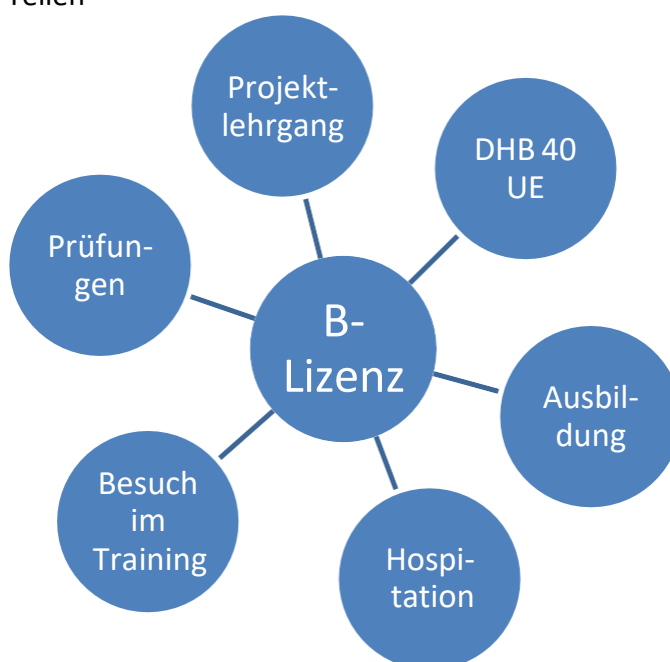 Teilen
Projekt-
lehrgang
DHB 40
UE
Prüfun-
gen
B-
Lizenz
Ausbil-
dung
Besuch
im
Training
Hospi-
tation